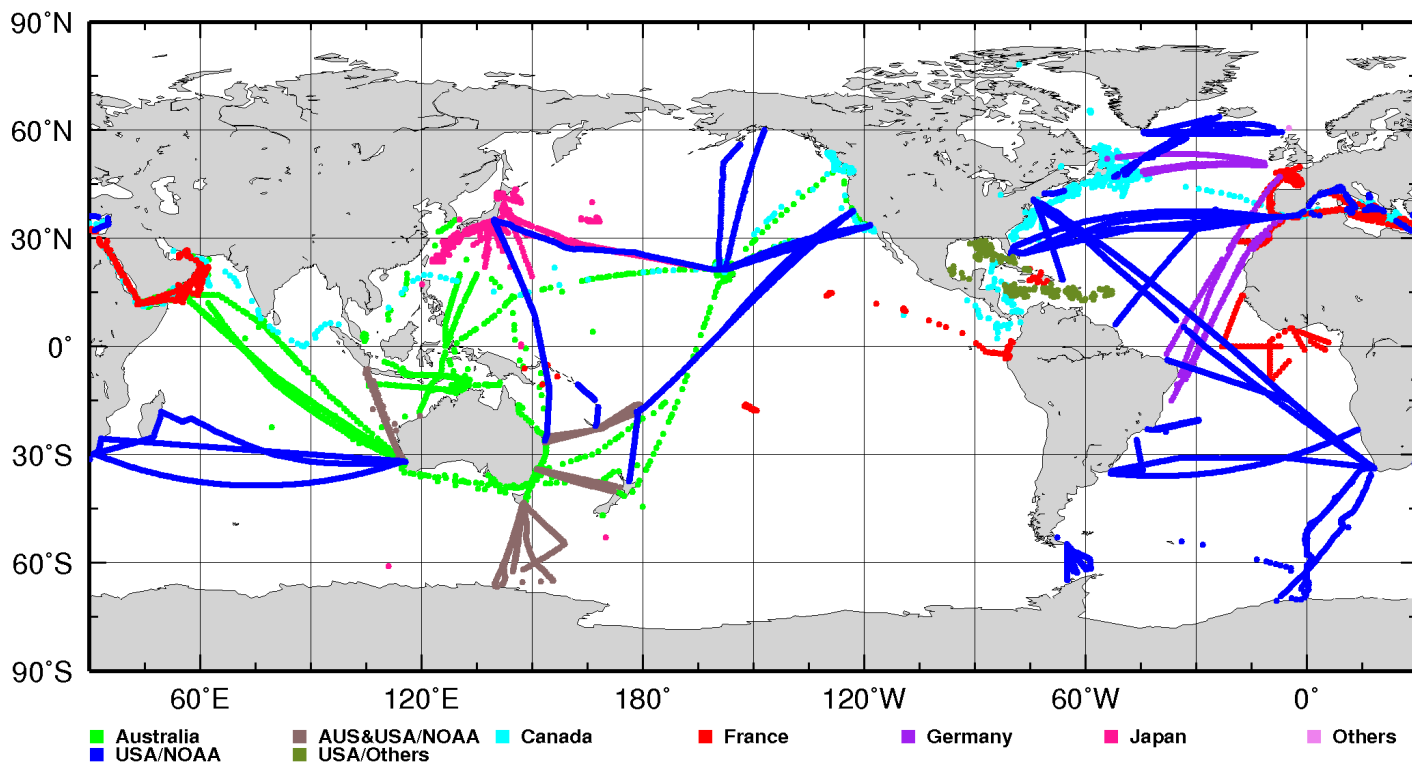 90°N
60°N
30°N
0°
30°S
60°S
90°S
60°E 120°E 180° 120°W 60°W 0°
Australia AUS&USA/NOAA Canada France Germany Japan Others
USA/NOAA USA/Others